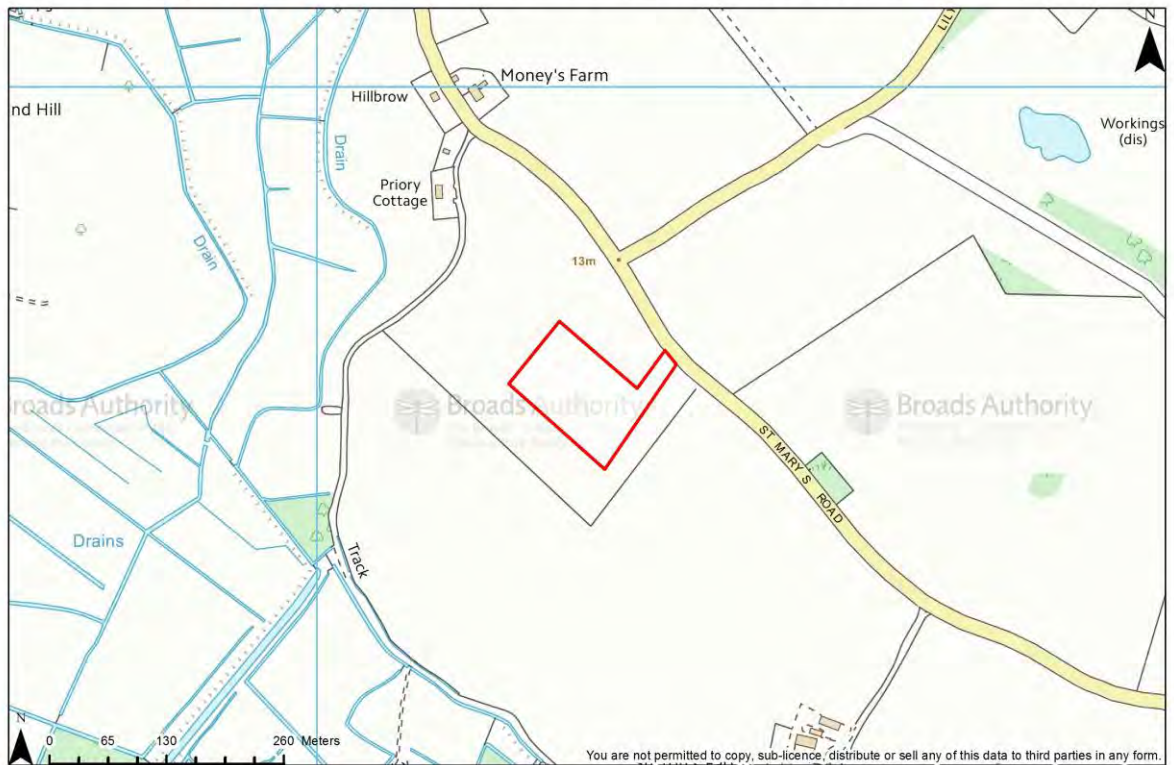 N
LILY
Money's Farm
Hillbrow
nd Hill
Drain
Workings
(dis)
Priory
Cottage
Drain
13m
roads Authority
Broads Authority
Broads Authority
ST MARY'S ROAD
Drains
Track
N
0 65 130 260 Meters
You are not permitted to copy, sub-licence, distribute or sell any of this data to third parties in any form.